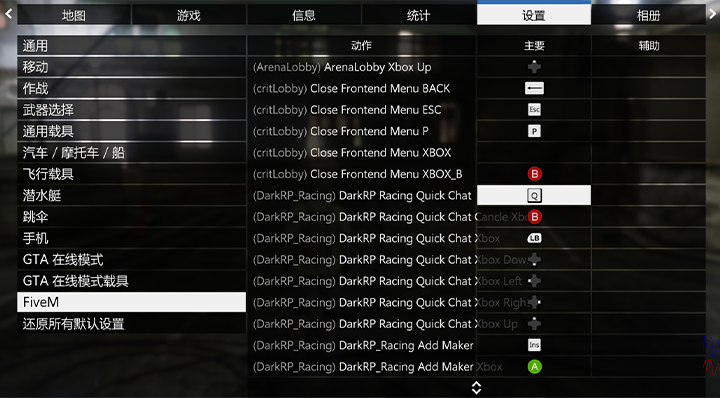 地图 游戏 信息 统计 设置 相册
通用 动作 主要 辅助
移动 (ArenaLobby) ArenaLobby Xbox Up
作战 (critLobby) Close Frontend Menu BACK
武器选择 (critLobby) Close Frontend Menu ESC Esc
通用载具 (critLobby) Close Frontend Menu P P
汽车 / 摩托车 / 船 (critLobby) Close Frontend Menu XBOX
飞行载具 (critLobby) Close Frontend Menu XBOX_B B
潜水艇 (DarkRP_Racing) DarkRP Racing Quick Chat Q
跳伞 (DarkRP_Racing) DarkRP Racing Quick Chat Cancle Xbo B
手机 (DarkRP_Racing) DarkRP Racing Quick Chat Xbox LB
GTA 在线模式 (DarkRP_Racing) DarkRP Racing Quick Chat Xbox Dow
GTA 在线模式载具 (DarkRP_Racing) DarkRP Racing Quick Chat Xbox Left
FiveM (DarkRP_Racing) DarkRP Racing Quick Chat Xbox Righ
还原所有默认设置 (DarkRP_Racing) DarkRP Racing Quick Chat Xbox Up
(DarkRP_Racing) DarkRP_Racing Add Maker Ins
(DarkRP_Racing) DarkRP_Racing Add Maker Xbox A